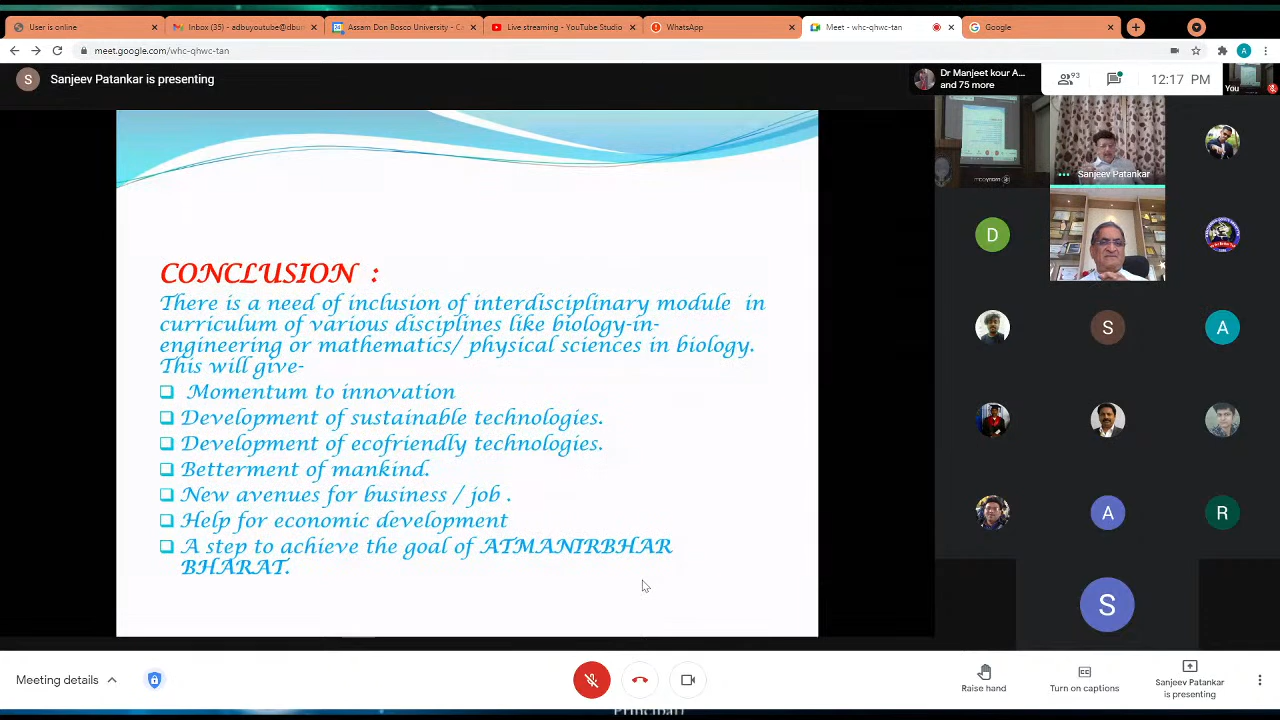 User is online
Inbox (35) - adbuyoutube@dbun
Assam Don Bosco University - Ca
Live streaming - YouTube Studio
WhatsApp
Meet - whc-qhwc-tan
Google
meet.google.com/whc-qhwc-tan
A
S
Sanjeev Patankar is presenting
Dr Manjeet kour A...
and 75 more
93
12:17 PM
You
Sanjeev Patankar
D
S
A
A
R
S
CONCLUSION :
There is a need of inclusion of interdisciplinary module in
curriculum of various disciplines like biology-in-
engineering or mathematics/ physical sciences in biology.
This will give-
Momentum to innovation
Development of sustainable technologies.
Development of ecofriendly technologies.
Betterment of mankind.
New avenues for business / job .
Help for economic development
A step to achieve the goal of ATMANIRBHAR
BHARAT.
Meeting details
Raise hand
Turn on captions
Sanjeev Patankar
is presenting